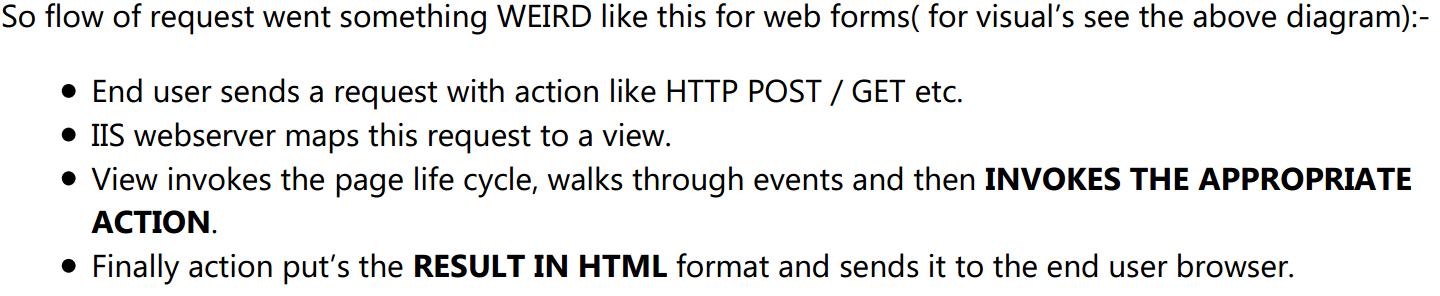 So flow of request went something WEIRD like this for web forms( for visual’s see the above diagram):-
● End user sends a request with action like HTTP POST / GET etc.
● IIS webserver maps this request to a view.
● View invokes the page life cycle, walks through events and then INVOKES THE APPROPRIATE
ACTION.
● Finally action put’s the RESULT IN HTML format and sends it to the end user browser.